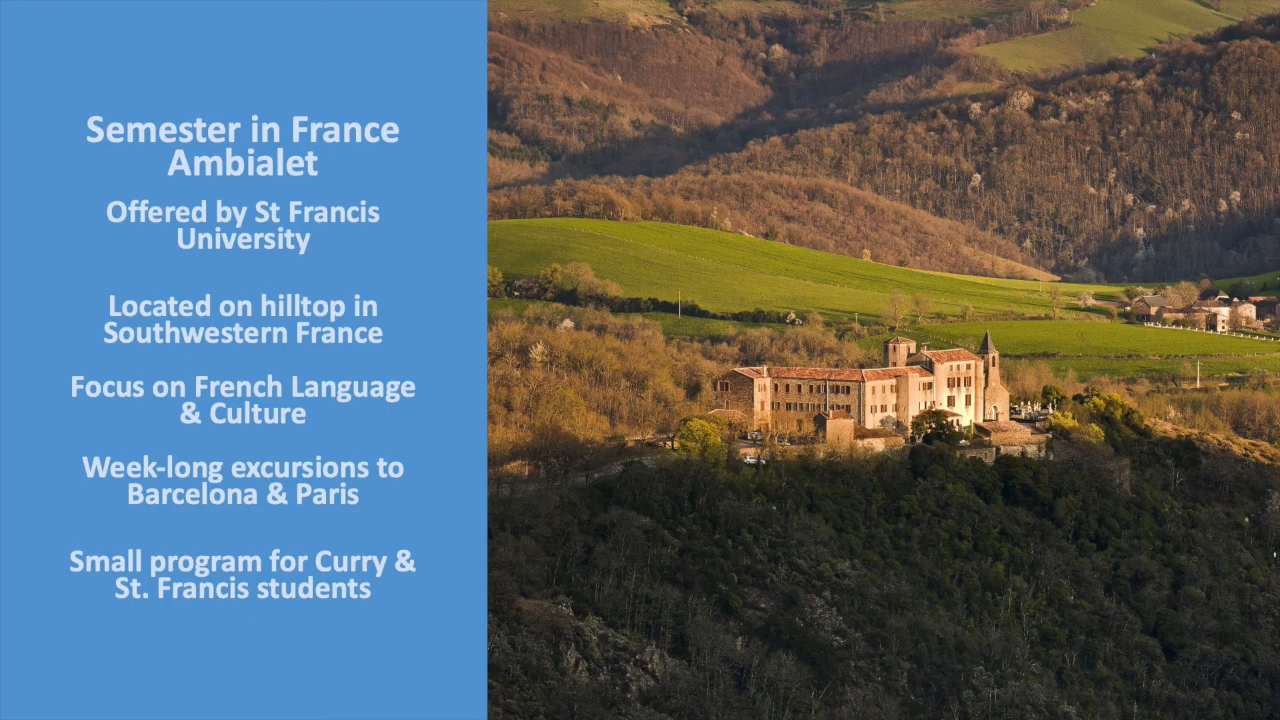 Semester in France
Ambialet
Offered by St Francis
University
Located on hilltop in
Southwestern France
Focus on French Language
& Culture
Week-long excursions to
Barcelona & Paris
Small program for Curry &
St. Francis students